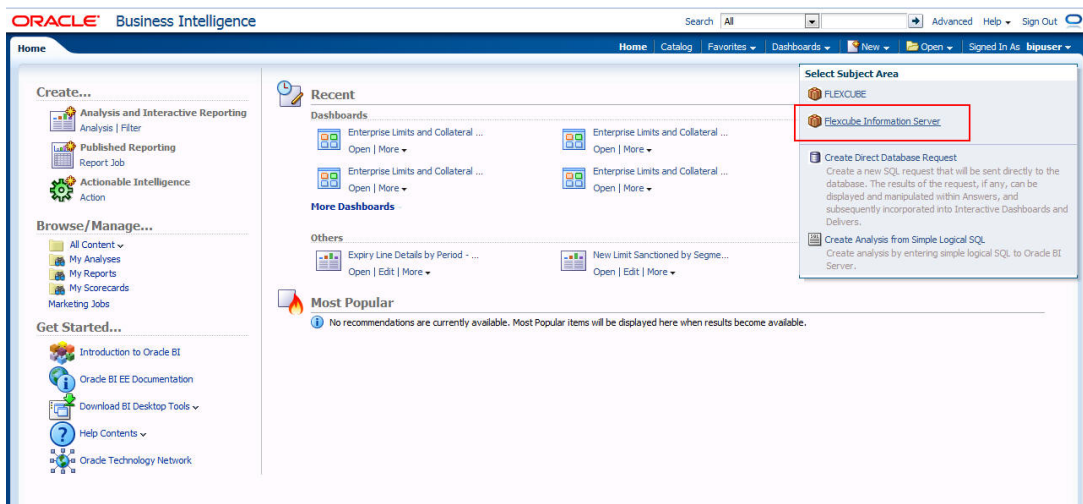 ORACLE Business Intelligence
Search All Advanced Help Sign Out
Home
Home Catalog Favorites Dashboards New Open Signed In As bipuser
Create...
Analysis and Interactive Reporting
Analysis | Filter
Published Reporting
Report Job
Actionable Intelligence
Action
Browse/Manage...
All Content
My Analyses
My Reports
My Scorecards
Marketing Jobs
Get Started...
Introduction to Oracle BI
Oracle BI EE Documentation
Download BI Desktop Tools
Help Contents
Oracle Technology Network
Recent
Dashboards
Enterprise Limits and Collateral ...
Open | More
Enterprise Limits and Collateral ...
Open | More
Enterprise Limits and Collateral ...
Open | More
Enterprise Limits and Collateral ...
Open | More
More Dashboards
Others
Expiry Line Details by Period - ...
Open | Edit | More
New Limit Sanctioned by Segme...
Open | Edit | More
Most Popular
No recommendations are currently available. Most Popular items will be displayed here when results become available.
Select Subject Area
FLEXCUBE
Flexcube Information Server
Create Direct Database Request
Create a new SQL request that will be sent directly to the
database. The results of the request, if any, can be
displayed and manipulated within Answers, and
subsequently incorporated into Interactive Dashboards and
Delivers.
Create Analysis from Simple Logical SQL
Create analysis by entering simple logical SQL to Oracle BI
Server.